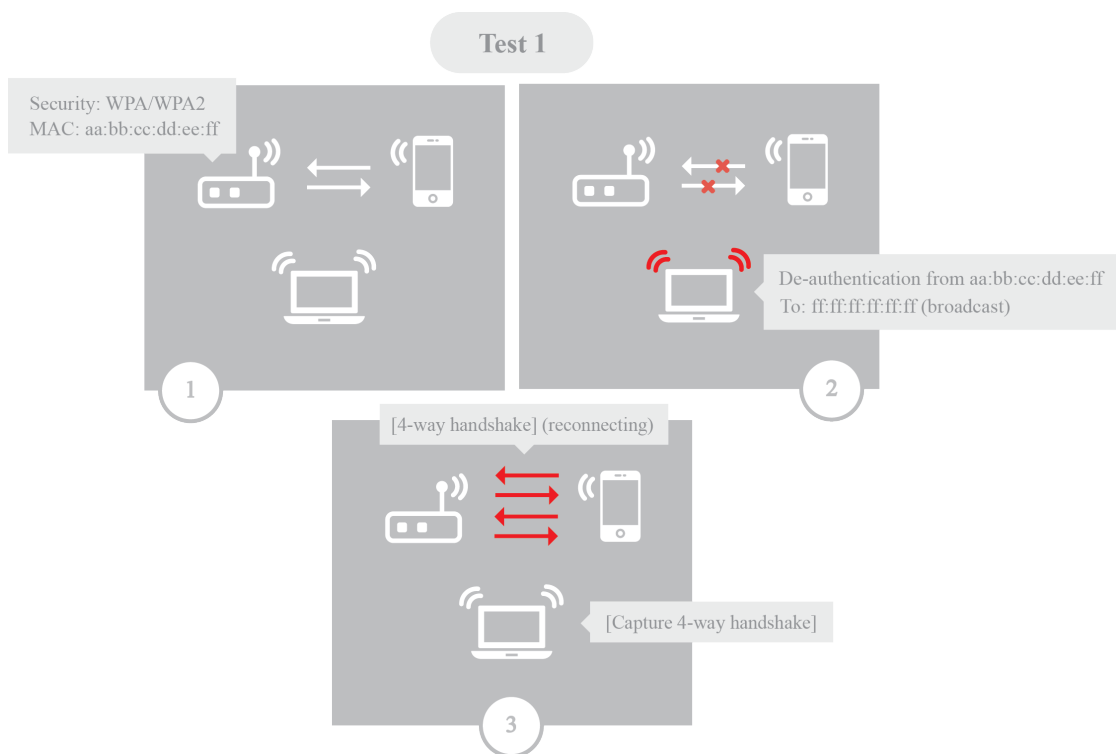 Test 1
Security: WPA/WPA2
MAC: aa:bb:cc:dd:ee:ff
1
De-authentication from aa:bb:cc:dd:ee:ff
To: ff:ff:ff:ff:ff:ff (broadcast)
2
[4-way handshake] (reconnecting)
[Capture 4-way handshake]
3